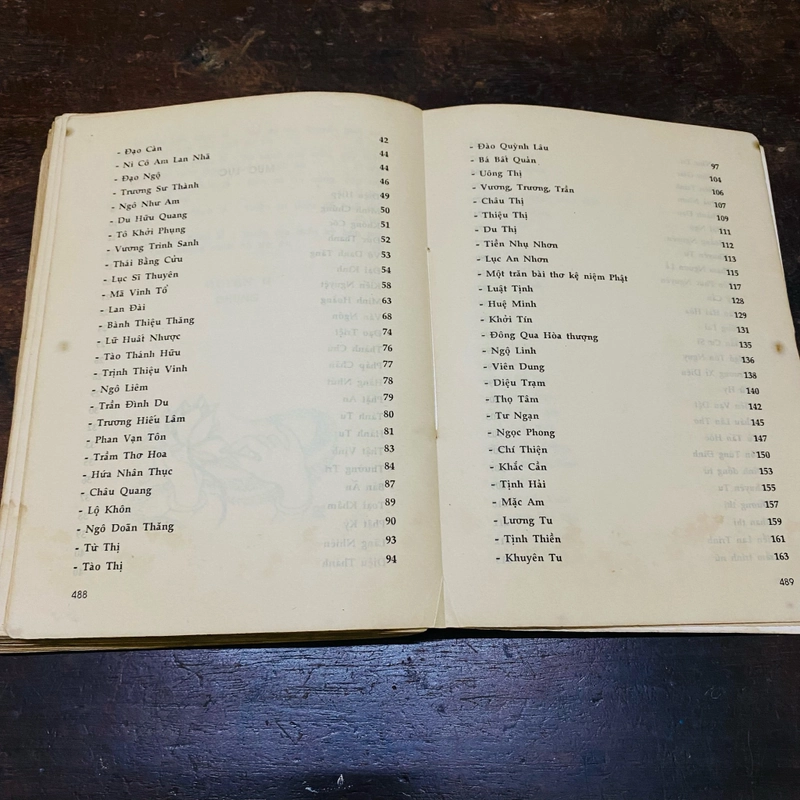 - Đạo Cẩn 42
- Ni Cô Am Lan Nhã 44
- Đạo Ngộ 44
- Trương Sư Thành 46
- Ngô Như Am 49
- Du Hữu Quang 50
- Tô Khởi Phụng 51
- Vương Trinh Sanh 52
- Thái Bằng Cửu 53
- Lục Sĩ Thuyên 54
- Mã Vĩnh Tổ 58
- Lan Đài 63
- Bành Thiệu Thăng 68
- Lữ Huất Nhược 74
- Tào Thánh Hữu 76
- Trịnh Thiệu Vinh 77
- Ngô Liêm 78
- Trần Đình Du 79
- Trương Hiếu Lâm 80
- Phan Vạn Tôn 81
- Trầm Thơ Hoa 83
- Hứa Nhân Thục 84
- Châu Quang 87
- Lộ Khôn 89
- Ngô Doãn Thăng 90
- Từ Thị 93
- Tào Thị 94
488
- Đào Quỳnh Lâu 97
- Bá Bất Quần 104
- Uông Thị 106
- Vương, Trương, Trần 107
- Châu Thị 109
- Thiệu Thị 111
- Du Thị 112
- Tiền Nhụ Nhơn 113
- Lục An Nhơn 115
- Một trăn bài thơ kệ niệm Phật 117
- Luật Tịnh 128
- Huệ Minh 129
- Khởi Tín 131
- Đông Qua Hòa thượng 135
- Ngộ Linh 136
- Viên Dung 138
- Diệu Trạm 140
- Thọ Tâm 142
- Tư Ngạn 145
- Ngọc Phong 147
- Chí Thiện 150
- Khắc Cần 153
- Tịnh Hải 155
- Mặc Am 157
- Lương Tu 159
- Tịnh Thiền 161
- Khuyên Tu 163
489